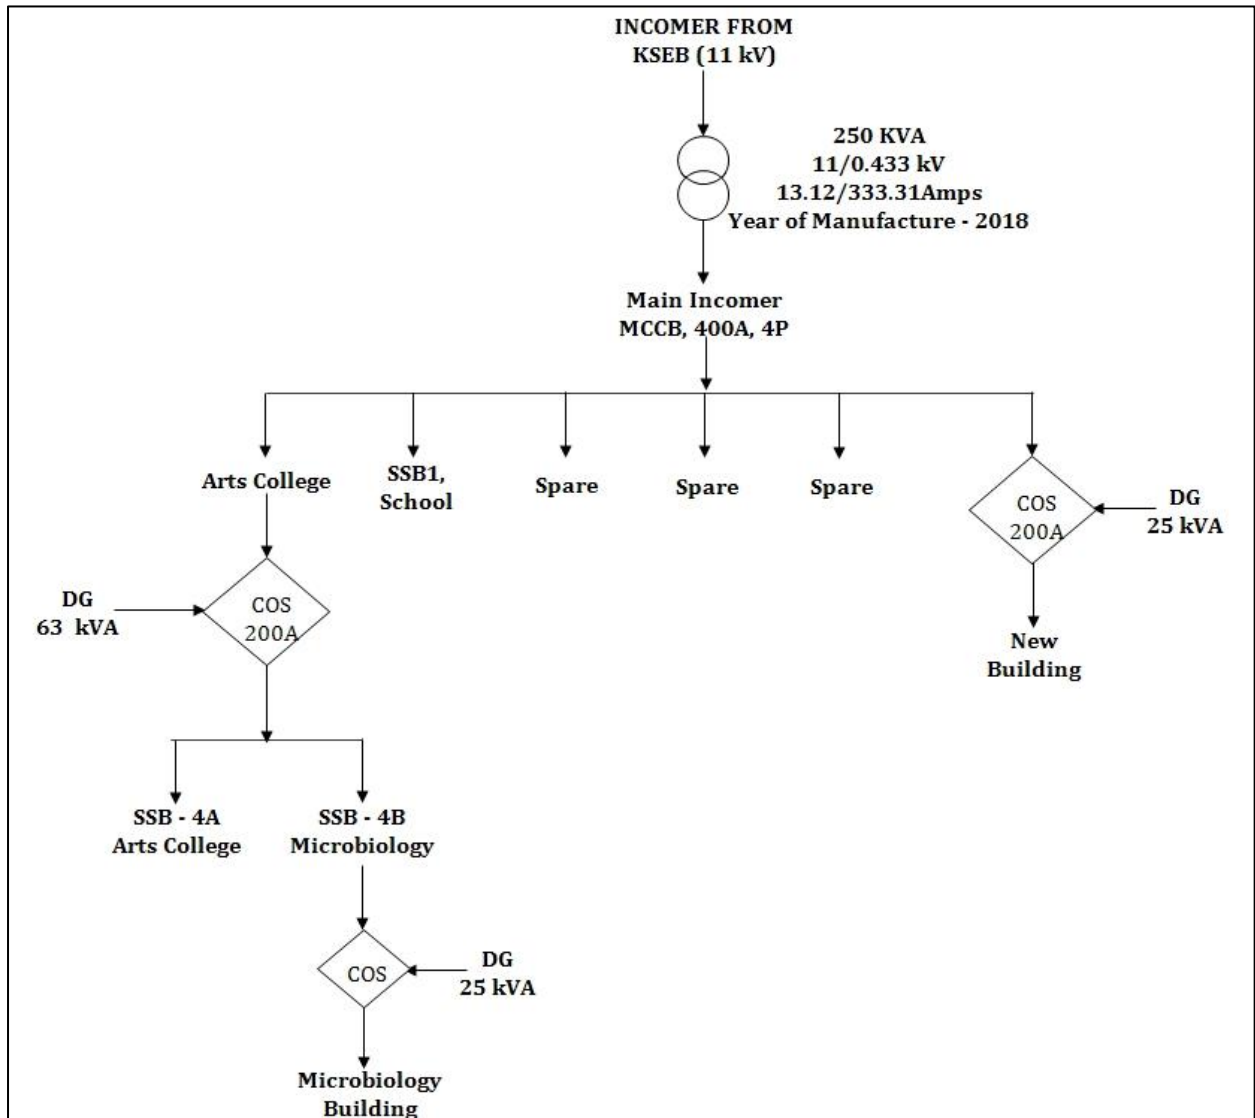 INCOMER FROM
KSEB (11 kV)
250 KVA
11/0.433 kV
13.12/333.31Amps
Year of Manufacture - 2018
Main Incomer
MCCB, 400A, 4P
Arts College
SSB1,
School
Spare
Spare
Spare
COS
200A
DG
25 kVA
DG
63 kVA
COS
200A
New
Building
SSB - 4A
Arts College
SSB - 4B
Microbiology
COS
DG
25 kVA
Microbiology
Building